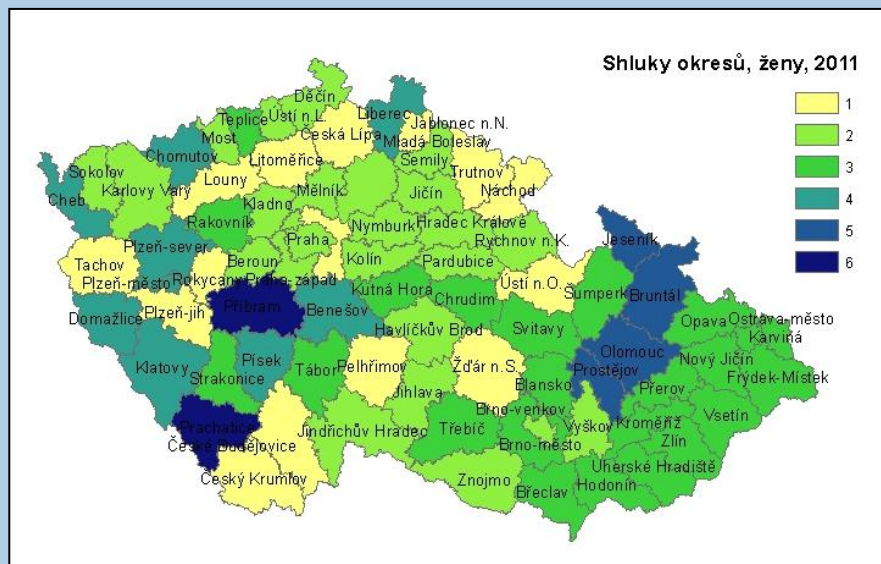 Shluky okresů, ženy, 2011
1
2
3
4
5
6
Děčín
Liberec
Teplice
Ústí n.L.
Jablonec n.N.
Most
Česká Lípa
Mladá Boleslav
Chomutov
Semily
Sokolov
Litoměřice
Trutnov
Louny
Karlovy Vary
Mělník
Jičín
Náchod
Cheb
Kladno
Rakovník
Nymburk
Hradec Králové
Praha
Rychnov n.K.
Jeseník
Plzeň-sever
Beroun
Kolín
Pardubice
Tachov
Plzeň-město
Rokycany
Praha-západ
Kutná Hora
Ústí n.O.
Šumperk
Bruntál
Plzeň-jih
Příbram
Benešov
Chrudim
Opava
Ostrava-město
Domažlice
Havlíčkův Brod
Svitavy
Karviná
Klatovy
Písek
Olomouc
Nový Jičín
Strakonice
Tábor
Pelhřimov
Žďár n.S.
Prostějov
Frýdek-Místek
Blansko
Přerov
Jihlava
Brno-venkov
Vsetín
Prachatice
Jindřichův Hradec
Třebíč
Vyškov
Kroměříž
České Budějovice
Brno-město
Zlín
Český Krumlov
Uherské Hradiště
Znojmo
Břeclav
Hodonín